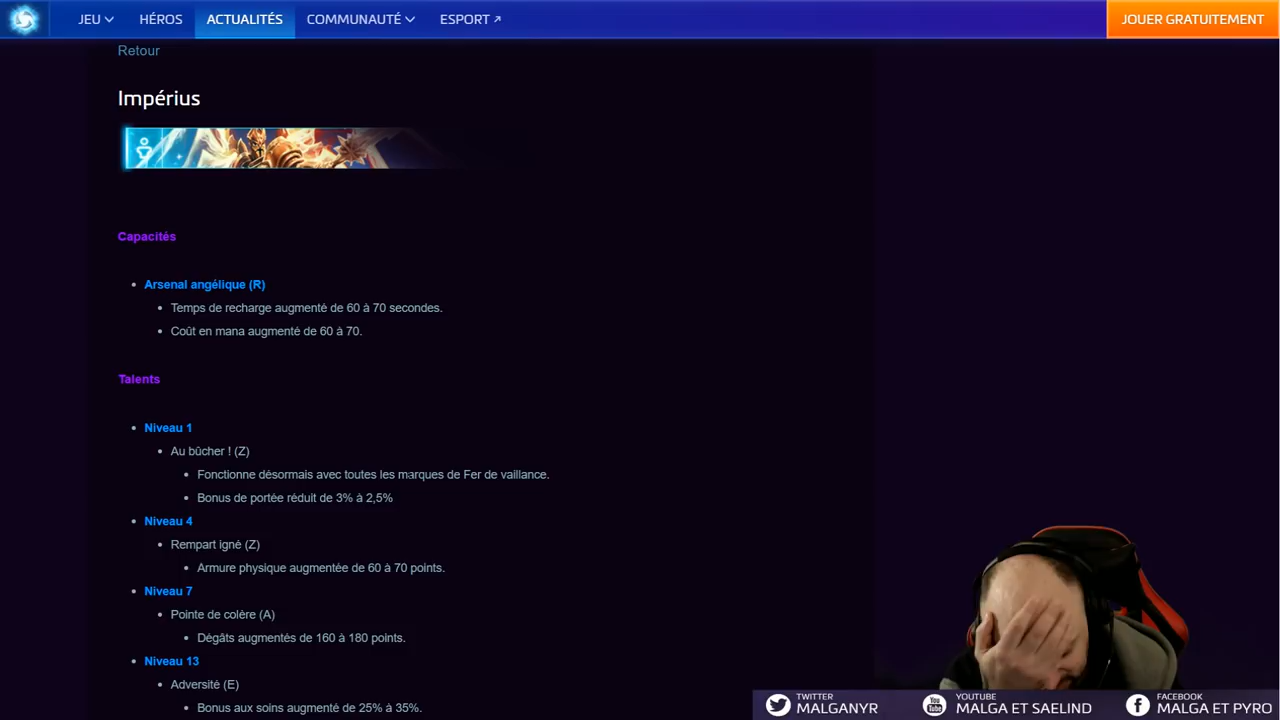 JEU HÉROS ACTUALITÉS COMMUNAUTÉ ESPORT JOUER GRATUITEMENT
Retour
Impérius
Capacités
Arsenal angélique (R)
Temps de recharge augmenté de 60 à 70 secondes.
Coût en mana augmenté de 60 à 70.
Talents
Niveau 1
Au bûcher ! (Z)
Fonctionne désormais avec toutes les marques de Fer de vaillance.
Bonus de portée réduit de 3% à 2,5%
Niveau 4
Rempart igné (Z)
Armure physique augmentée de 60 à 70 points.
Niveau 7
Pointe de colère (A)
Dégâts augmentés de 160 à 180 points.
Niveau 13
Adversité (E)
Bonus aux soins augmenté de 25% à 35%.
TWITTER
MALGANYR
You Tube
YOUTUBE
MALGA ET SAELIND
FACEBOOK
MALGA ET PYRO